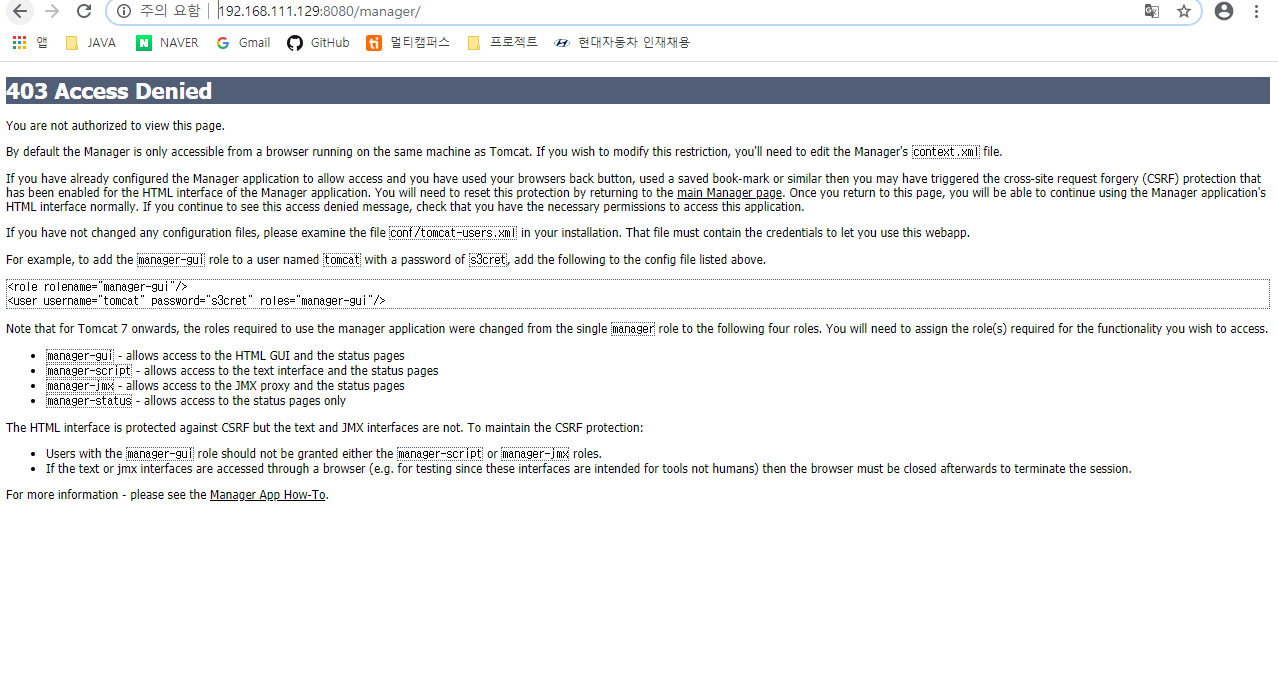 주의 요함 192.168.111.129:8080/manager/
앱 JAVA NAVER Gmail GitHub 멀티캠퍼스 프로젝트 현대자동차 인재채용
403 Access Denied
You are not authorized to view this page.
By default the Manager is only accessible from a browser running on the same machine as Tomcat. If you wish to modify this restriction, you'll need to edit the Manager's context.xml file.
If you have already configured the Manager application to allow access and you have used your browsers back button, used a saved book-mark or similar then you may have triggered the cross-site request forgery (CSRF) protection that
has been enabled for the HTML interface of the Manager application. You will need to reset this protection by returning to the main Manager page. Once you return to this page, you will be able to continue using the Manager application's
HTML interface normally. If you continue to see this access denied message, check that you have the necessary permissions to access this application.
If you have not changed any configuration files, please examine the file conf/tomcat-users.xml in your installation. That file must contain the credentials to let you use this webapp.
For example, to add the manager-gui role to a user named tomcat with a password of s3cret, add the following to the config file listed above.
<role rolename="manager-gui"/>
<user username="tomcat" password="s3cret" roles="manager-gui"/>
Note that for Tomcat 7 onwards, the roles required to use the manager application were changed from the single manager role to the following four roles. You will need to assign the role(s) required for the functionality you wish to access.
• manager-gui - allows access to the HTML GUI and the status pages
• manager-script - allows access to the text interface and the status pages
• manager-jmx - allows access to the JMX proxy and the status pages
• manager-status - allows access to the status pages only
The HTML interface is protected against CSRF but the text and JMX interfaces are not. To maintain the CSRF protection:
• Users with the manager-gui role should not be granted either the manager-script or manager-jmx roles.
• If the text or jmx interfaces are accessed through a browser (e.g. for testing since these interfaces are intended for tools not humans) then the browser must be closed afterwards to terminate the session.
For more information - please see the Manager App How-To.